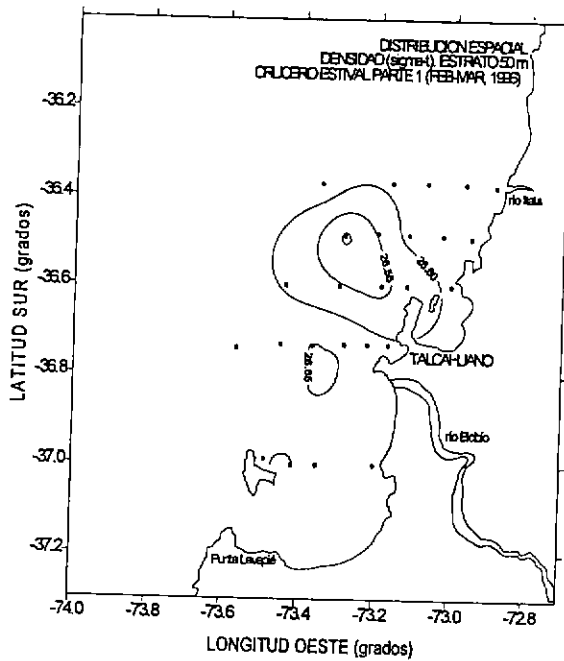 DISTRIBUCION ESPACIAL
DENSIDAD (sigma-t). ESTRATO 50 m
CRUCERO ESTIVAL PARTE 1 (FEB-MAR, 1996)
-36.2
-36.4
río Itata
-36.6
26.60
26.55
-36.8
TALCAHUANO
26.65
río Biobío
-37.0
-37.2
Punta Lavapié
-74.0
-73.8
-73.6
-73.4
-73.2
-73.0
-72.8
LATITUD SUR (grados)
LONGITUD OESTE (grados)